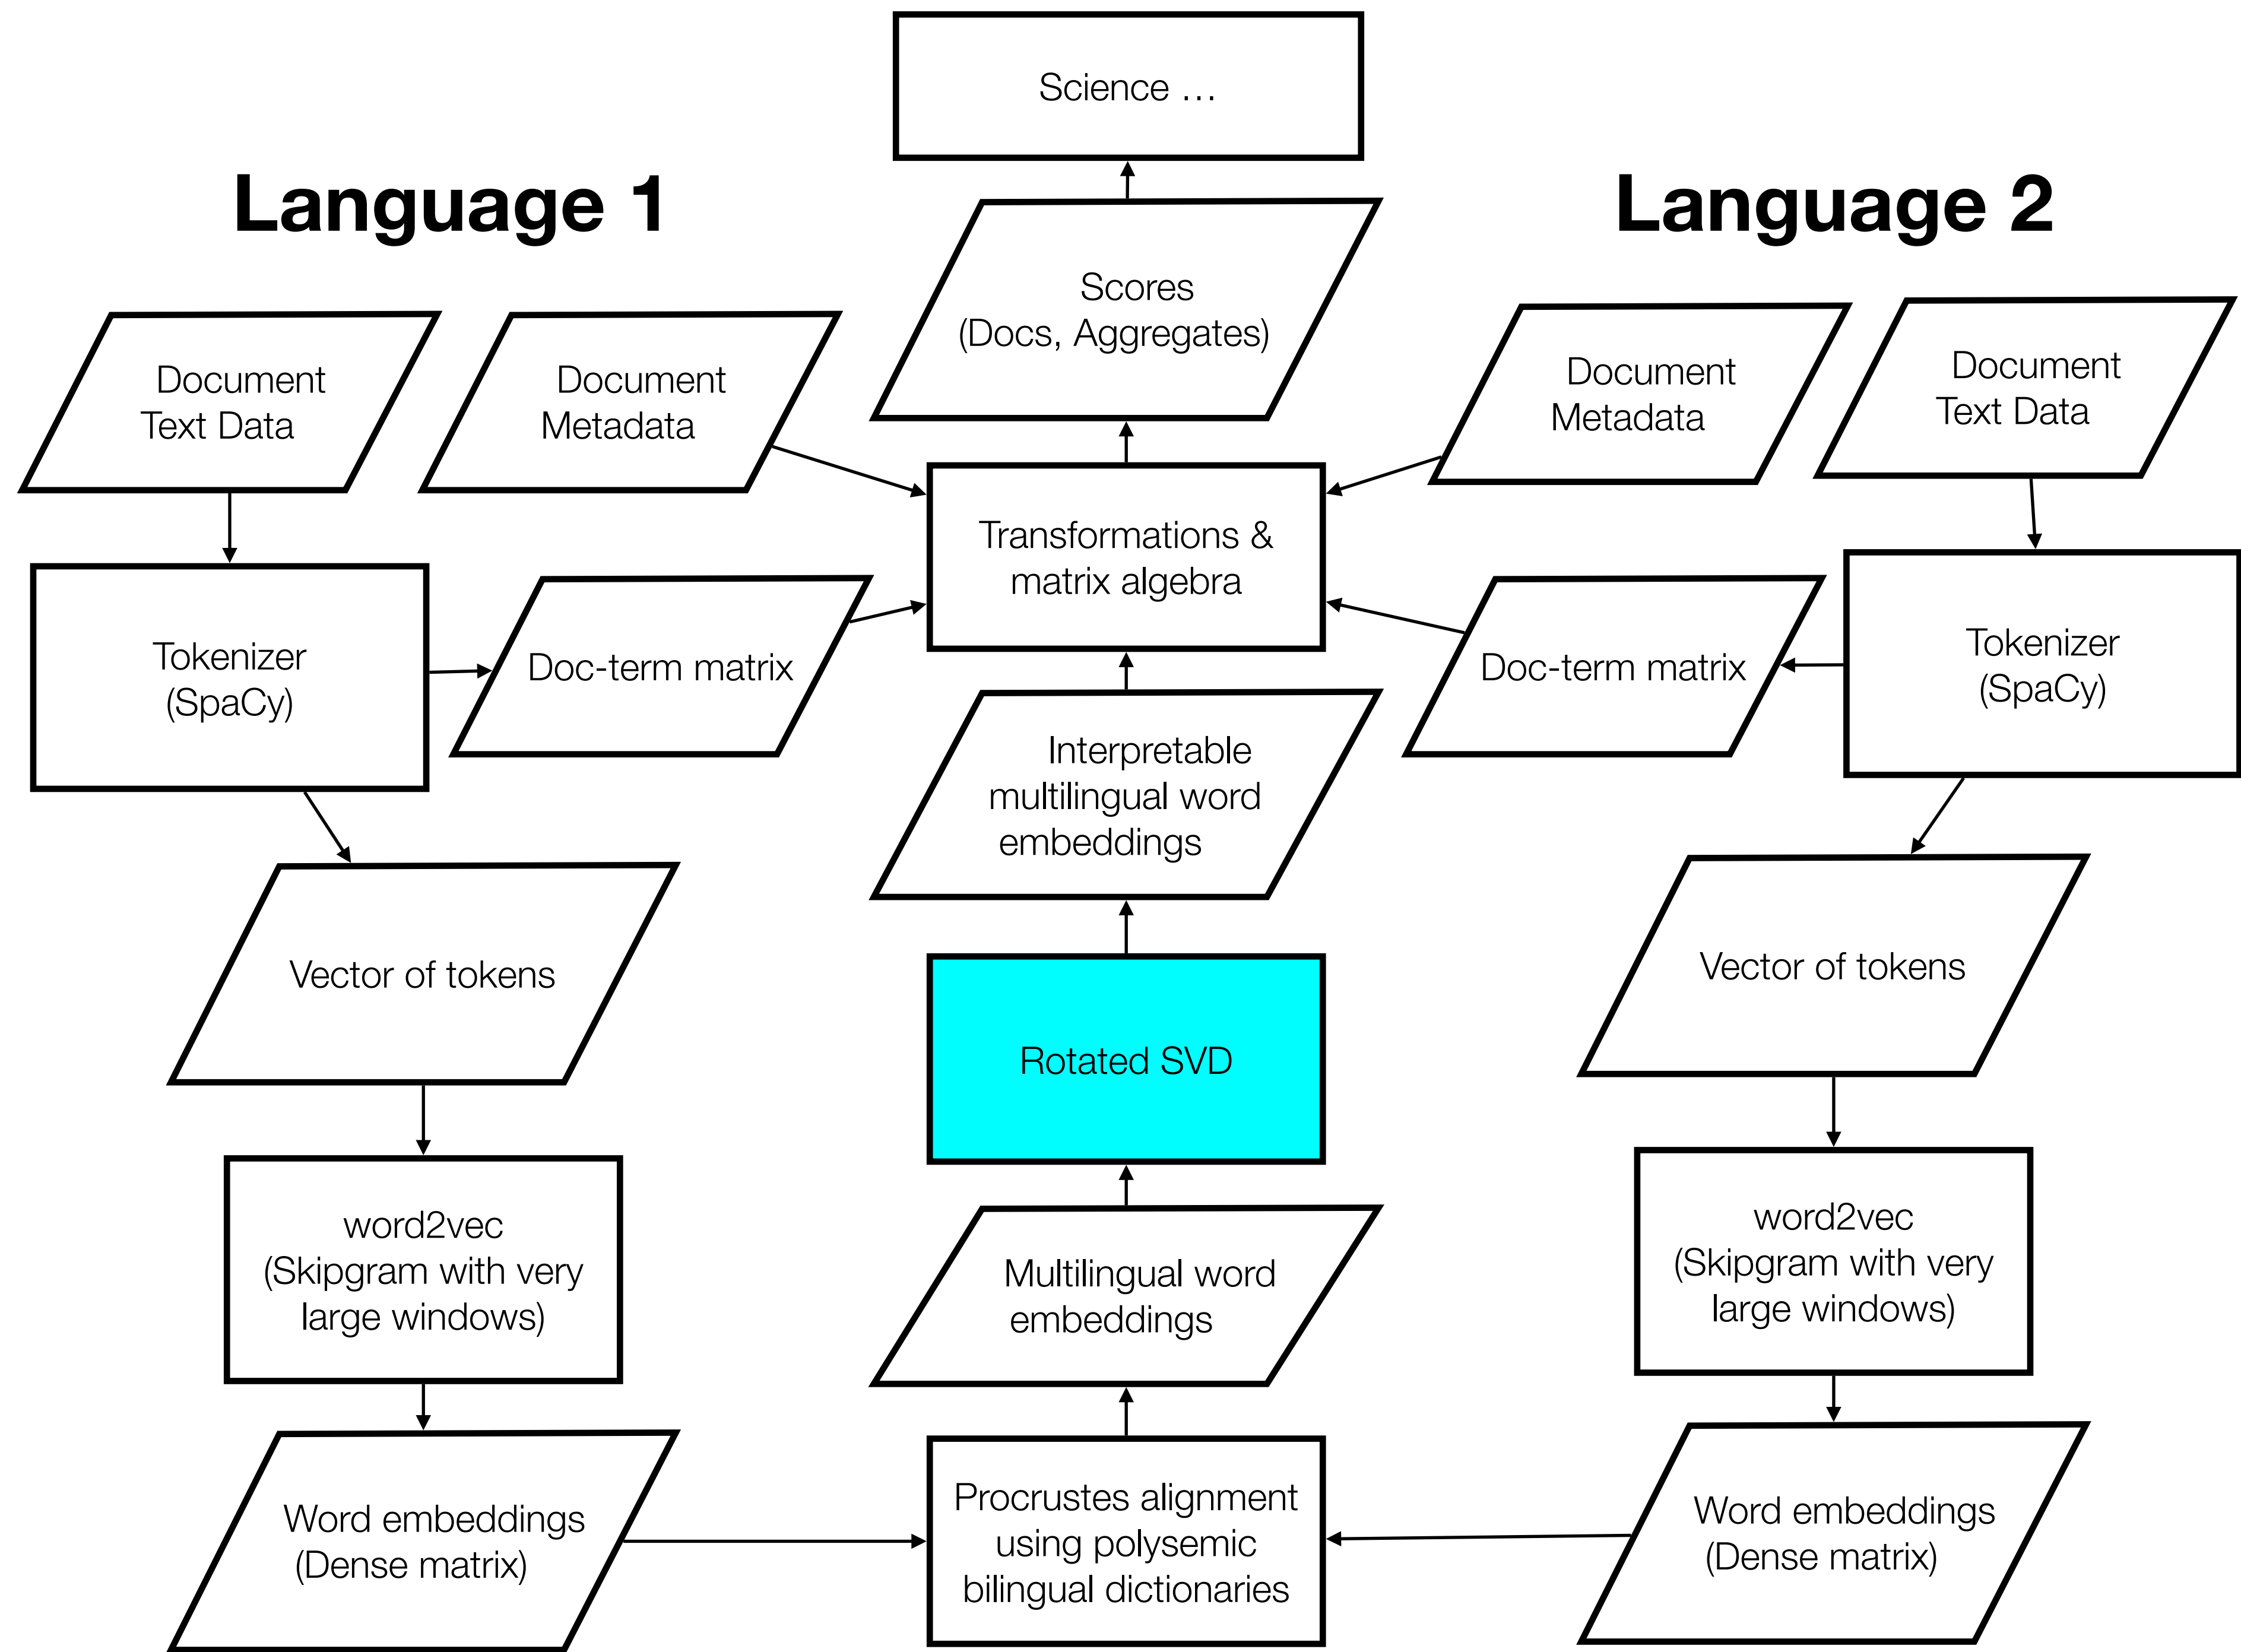 Science …
Language 1
Language 2
Scores
(Docs, Aggregates)
Document
Text Data
Document
Metadata
Document
Metadata
Document
Text Data
Transformations &
matrix algebra
Tokenizer
(SpaCy)
Doc-term matrix
Doc-term matrix
Tokenizer
(SpaCy)
Interpretable
multilingual word
embeddings
Vector of tokens
Rotated SVD
Vector of tokens
word2vec
(Skipgram with very
large windows)
Multilingual word
embeddings
word2vec
(Skipgram with very
large windows)
Word embeddings
(Dense matrix)
Procrustes alignment
using polysemic
bilingual dictionaries
Word embeddings
(Dense matrix)